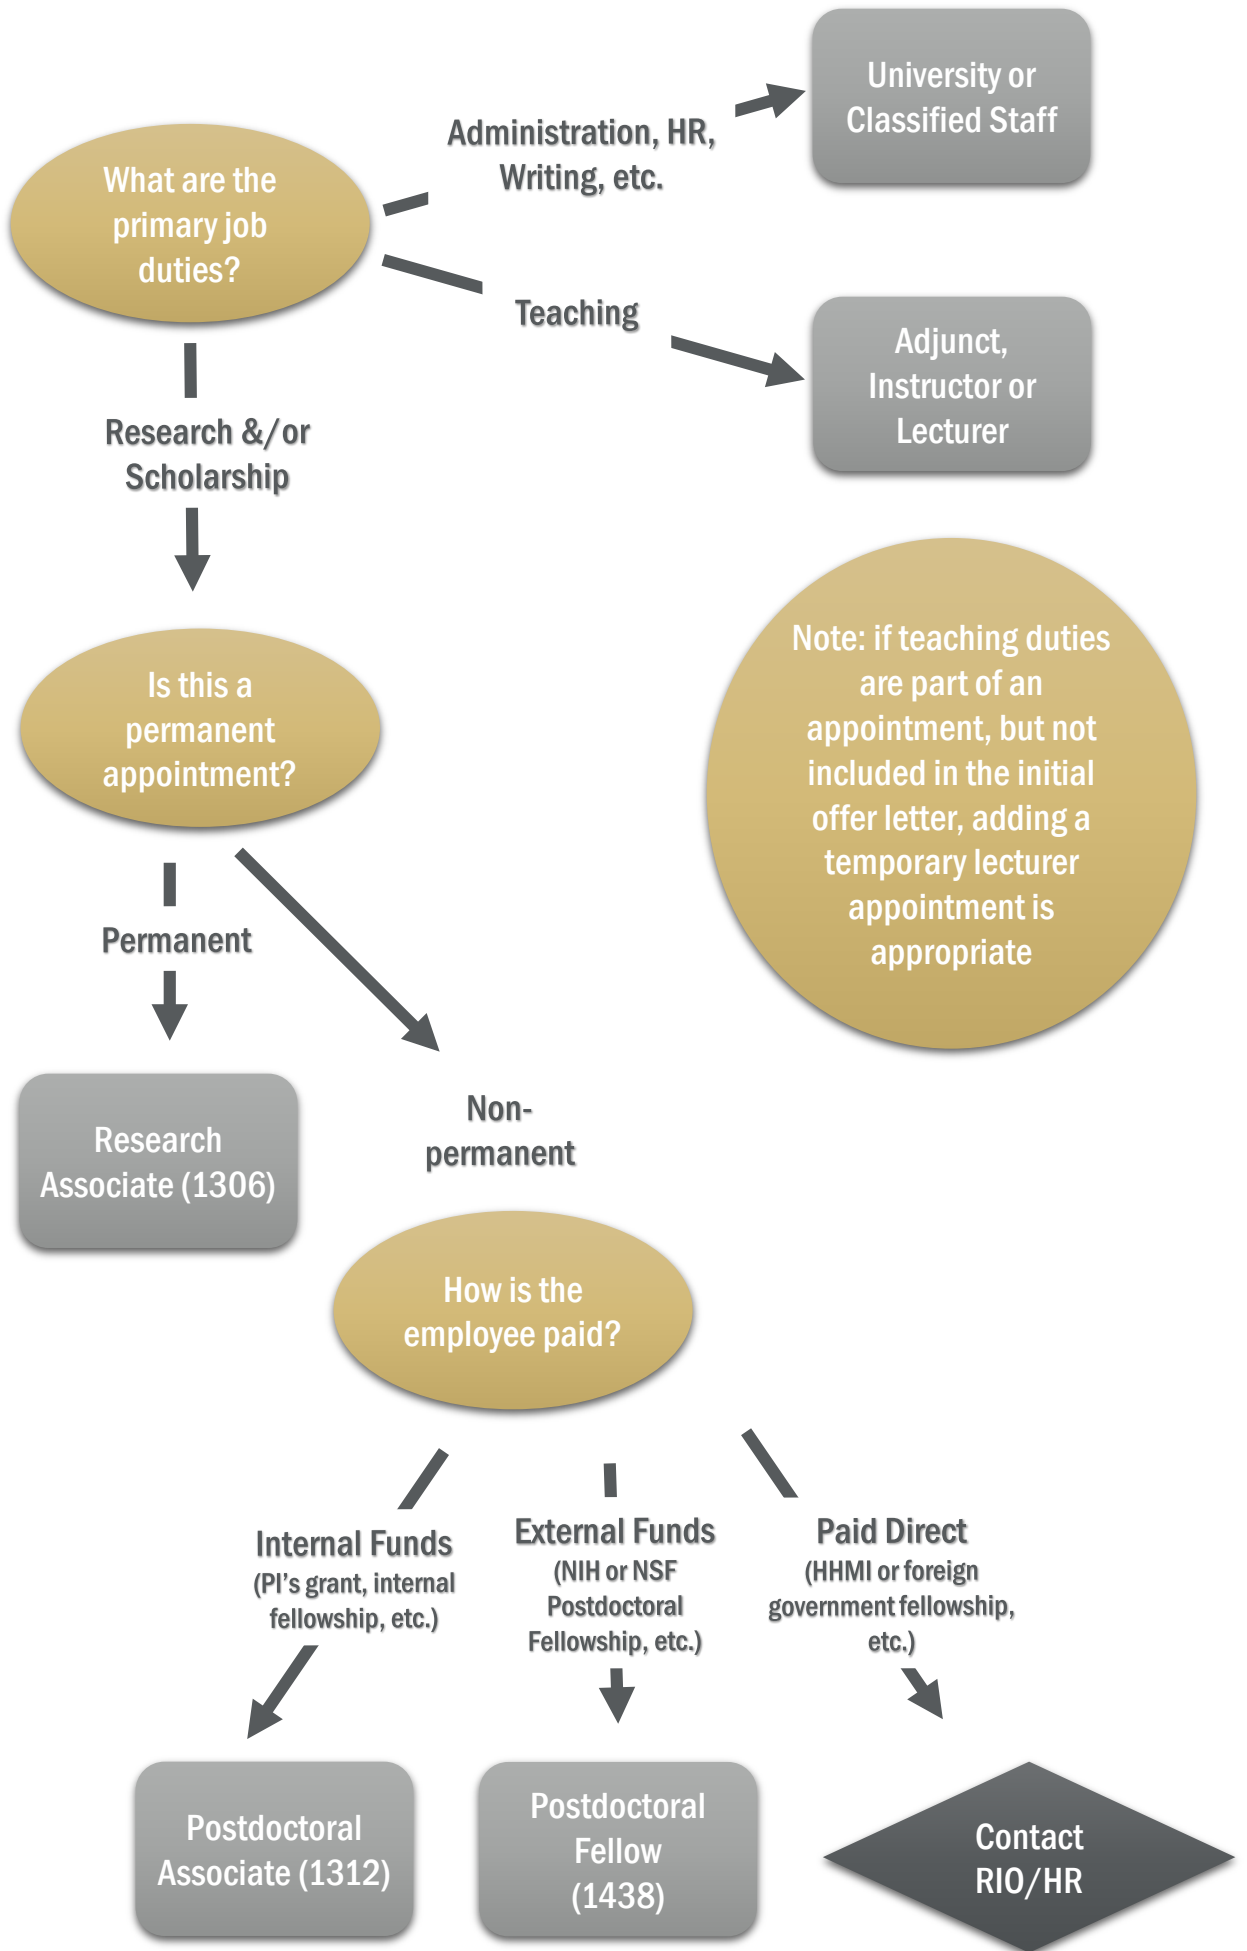 University or
Classified Staff
Administration, HR,
Writing, etc.
What are the
primary job
duties?
Teaching
Adjunct,
Instructor or
Lecturer
Research &/or
Scholarship
Note: if teaching duties
are part of an
appointment, but not
included in the initial
offer letter, adding a
temporary lecturer
appointment is
appropriate
Is this a
permanent
appointment?
Permanent
Non-
permanent
Research
Associate (1306)
How is the
employee paid?
Internal Funds
(PI's grant, internal
fellowship, etc.)
External Funds
(NIH or NSF
Postdoctoral
Fellowship, etc.)
Paid Direct
(HHMI or foreign
government fellowship,
etc.)
Postdoctoral
Associate (1312)
Postdoctoral
Fellow
(1438)
Contact
RIO/HR